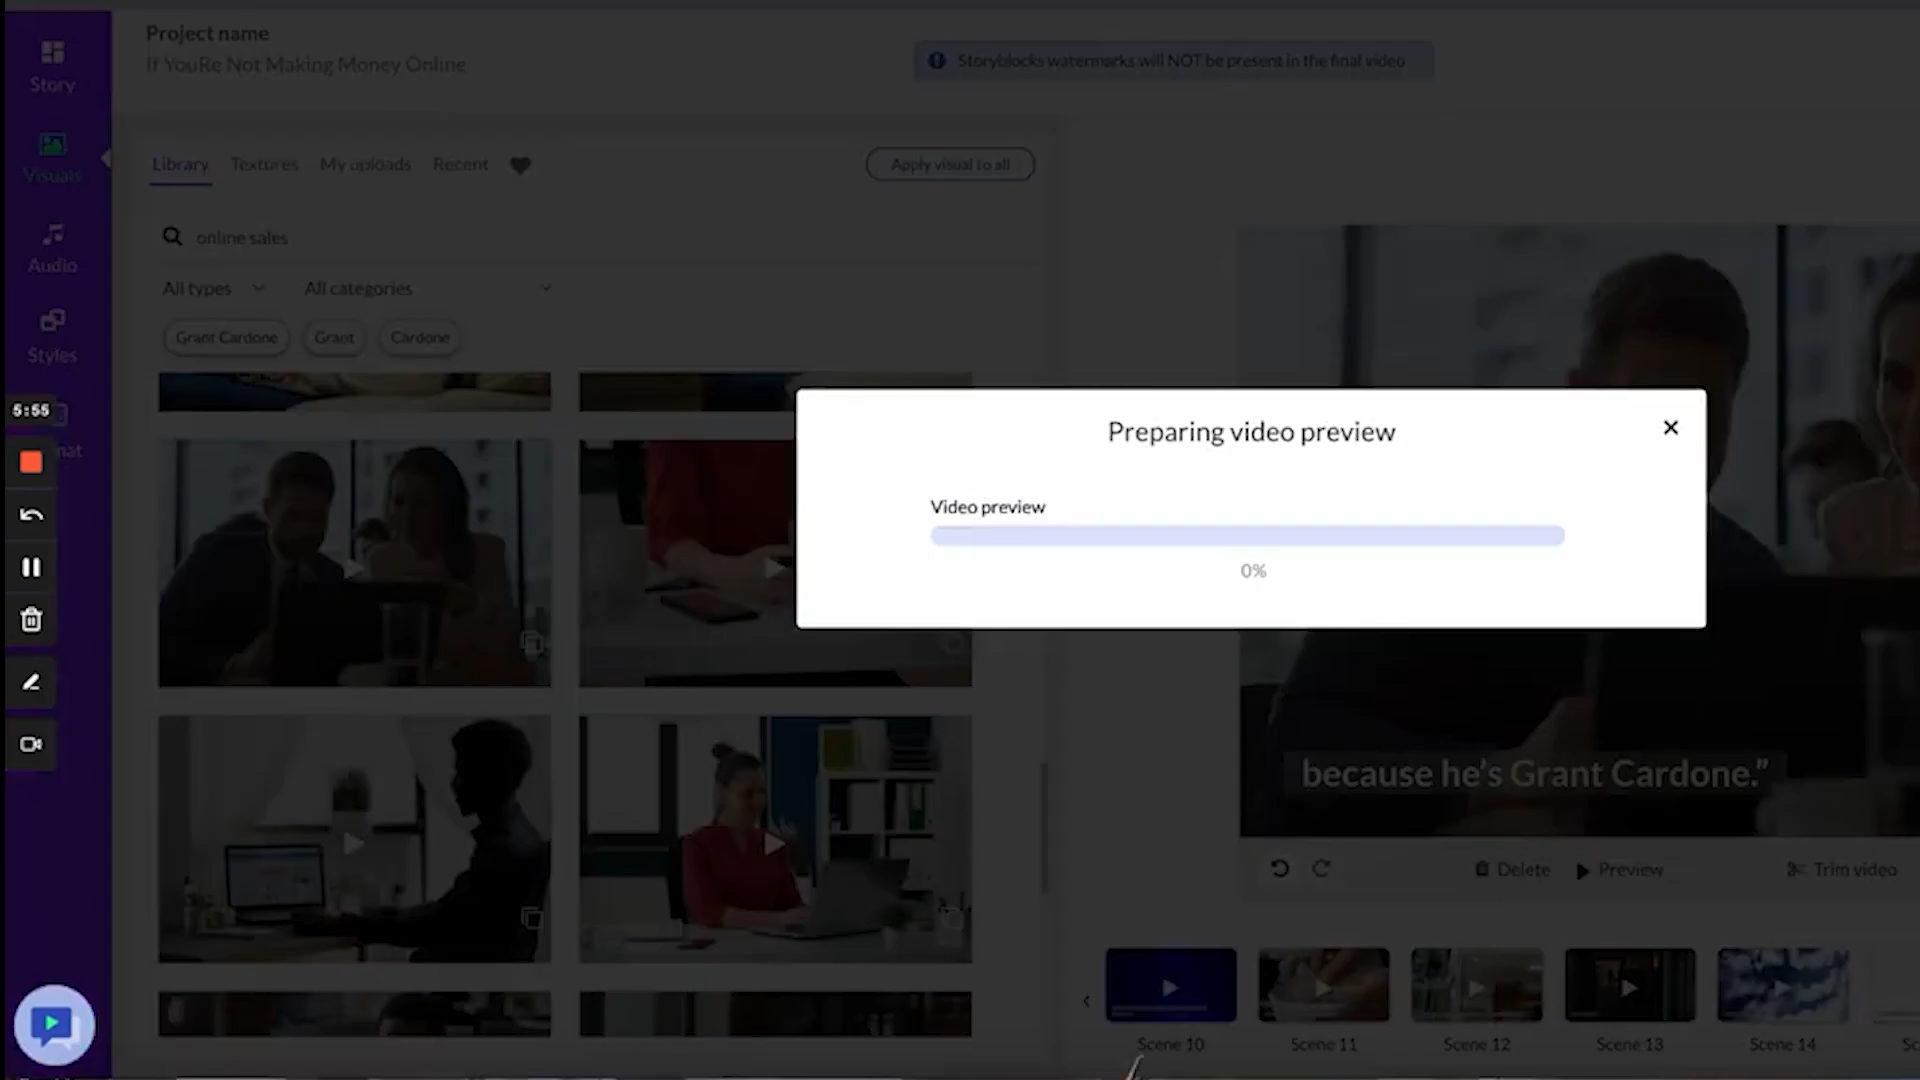 Project name
If YouRe Not Making Money Online
Storyblocks watermarks will NOT be present in the final video
Story
Visuals
Audio
Styles
mat
5:55
Library
Textures
My uploads
Recent
Apply visual to all
online sales
All types
All categories
Grant Cardone
Grant
Cardone
Preparing video preview
Video preview
0%
because he's Grant Cardone.”
Delete
Preview
Trim video
Scene 10
Scene 11
Scene 12
Scene 13
Scene 14
Sc